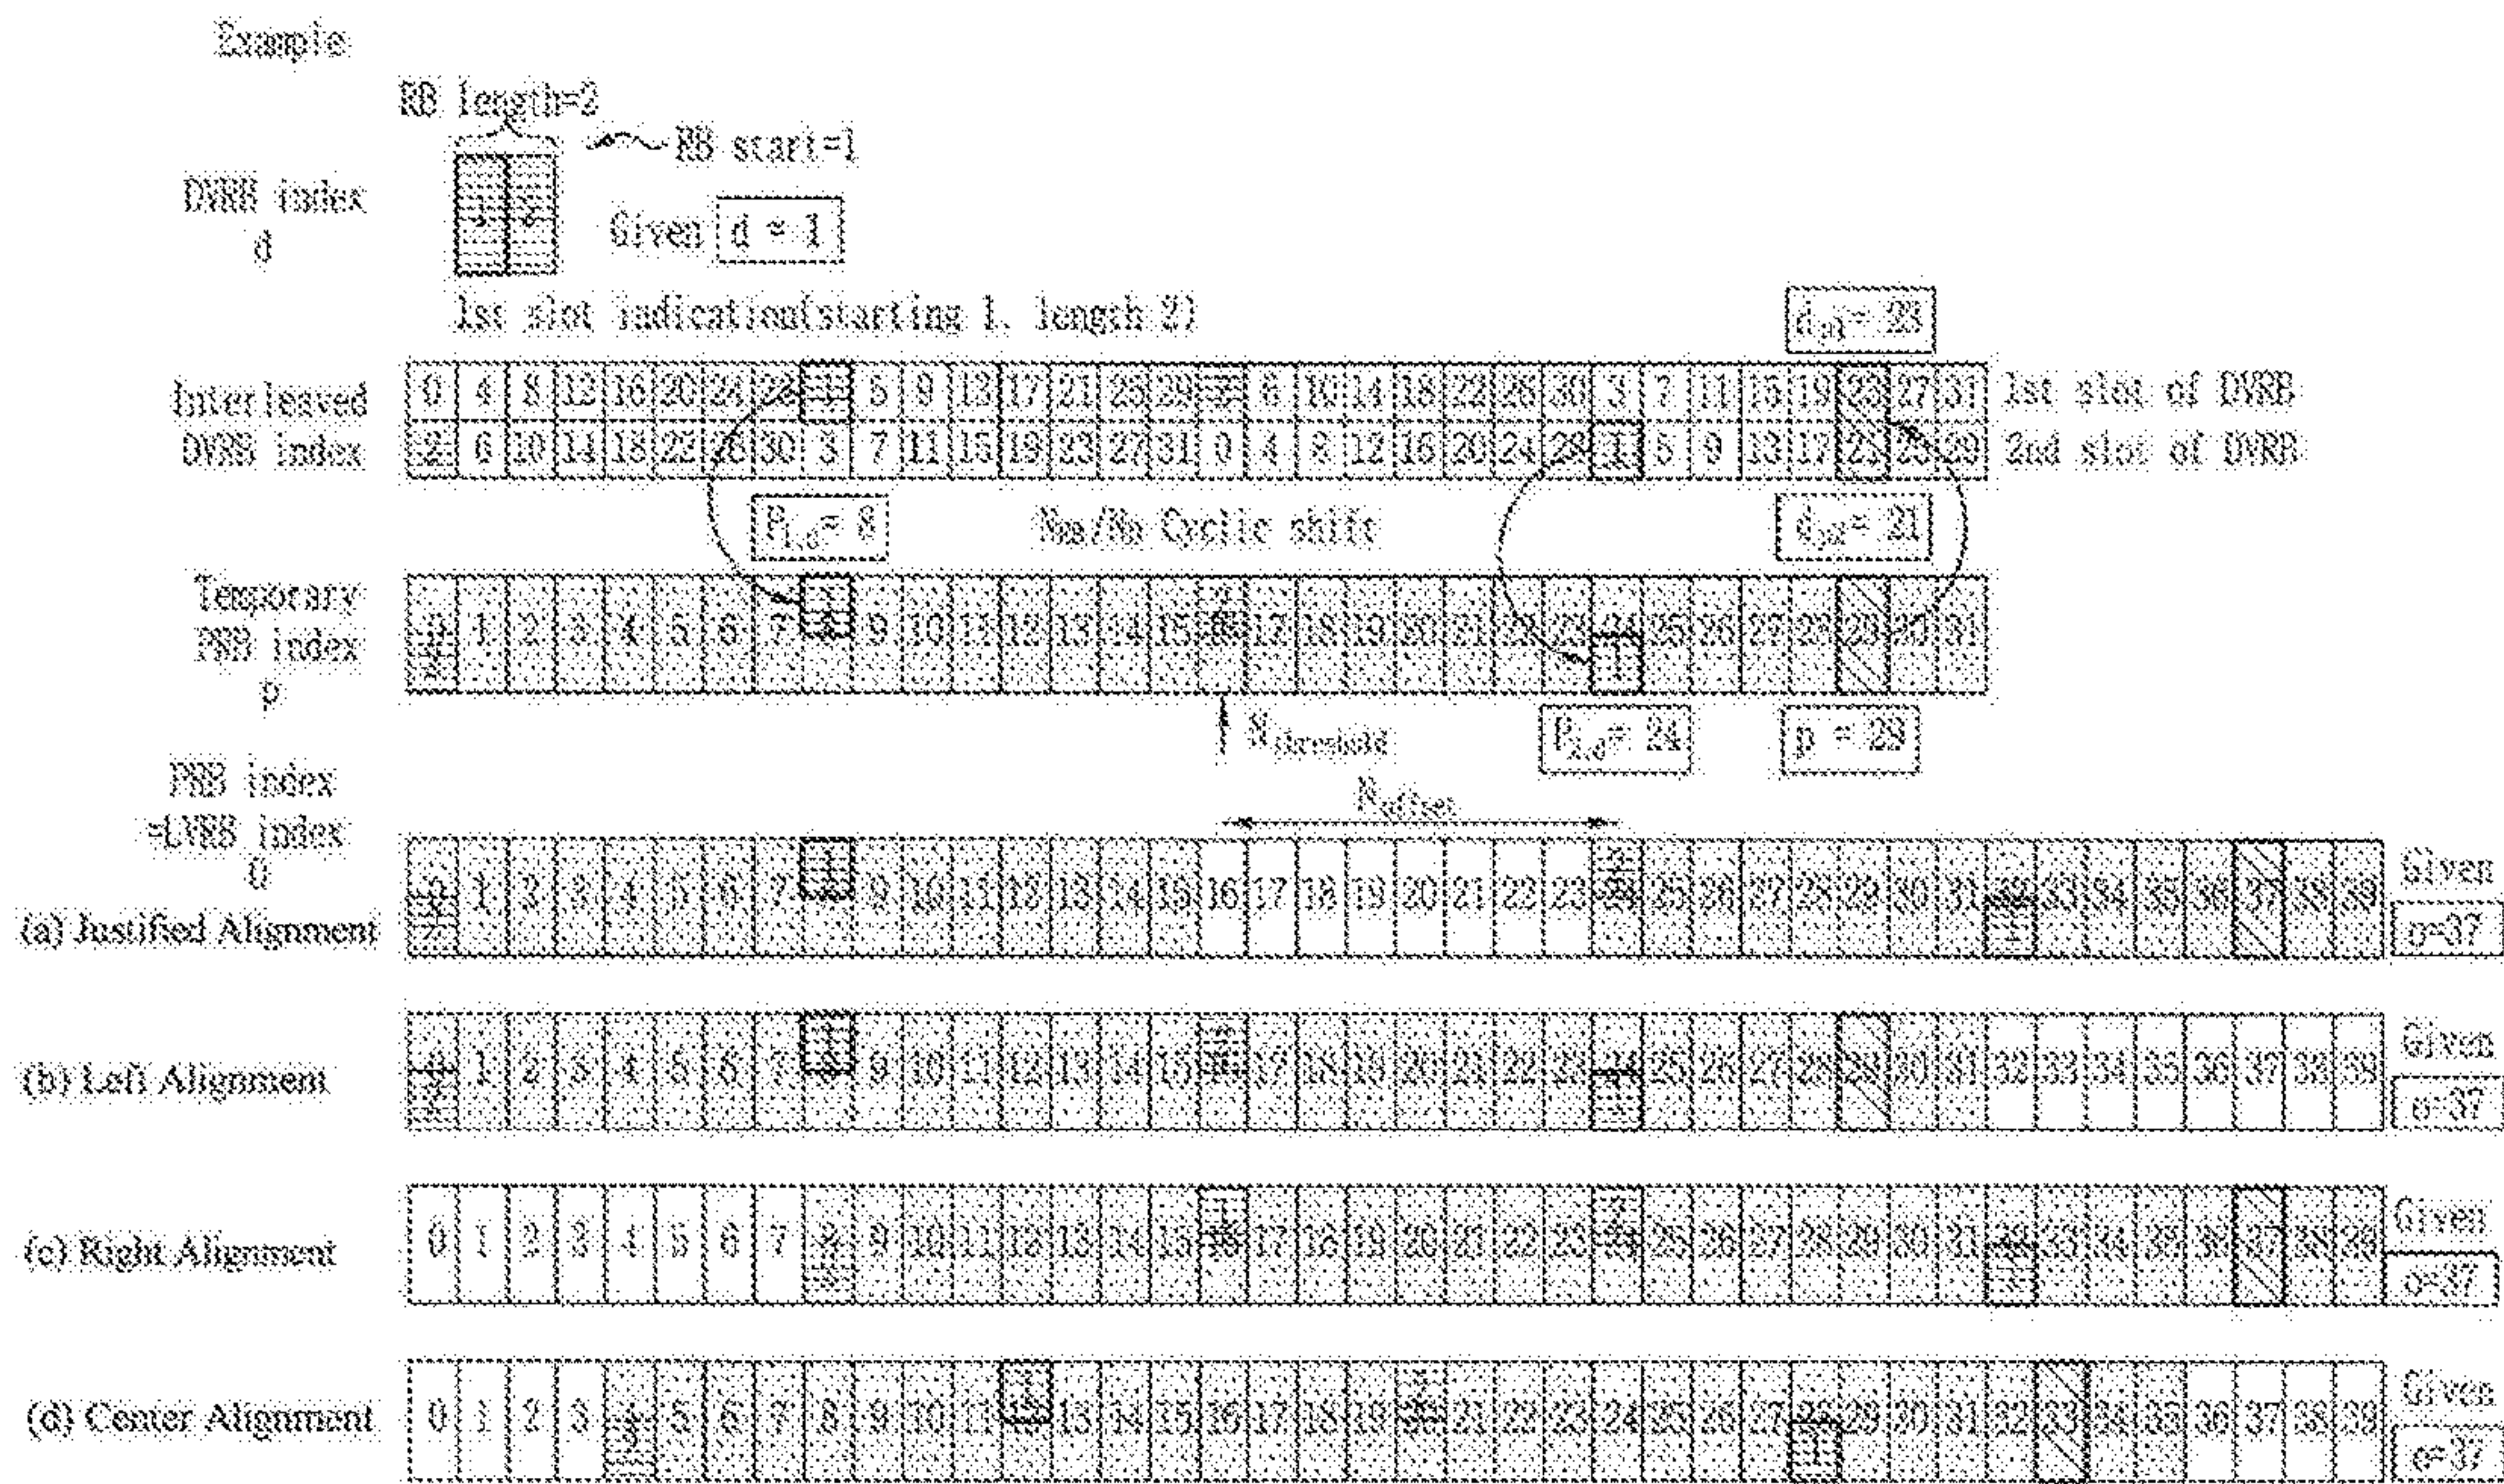 Example
RB length=2
RB start=1
DVRB index
d
1 2
Given d = 1
1st slot indication(starting 1, length 2)
d_p1= 23
Interleaved
DVRB index
0 4 8 12 16 20 24 28 1 5 9 13 17 21 25 29 2 6 10 14 18 22 26 30 3 7 11 15 19 23 27 31 1st slot of DVRB
2 6 10 14 18 22 26 30 3 7 11 15 19 23 27 31 0 4 8 12 16 20 24 28 1 5 9 13 17 21 25 29 2nd slot of DVRB
P_1,d= 8
Cyclic shift
d_p2= 21
Temporary
PRB index
p
0 1 2 3 4 5 6 7 8 9 10 11 12 13 14 15 16 17 18 19 20 21 22 23 24 25 26 27 28 29 30 31
N_threshold
P_2,d= 24
p = 29
PRB index
=LVRB index
N_offset
(a) Justified Alignment
0 1 2 3 4 5 6 7 8 9 10 11 12 13 14 15 16 17 18 19 20 21 22 23 24 25 26 27 28 29 30 31 32 33 34 35 36 37 38 39
Given
o=37
(b) Left Alignment
0 1 2 3 4 5 6 7 8 9 10 11 12 13 14 15 16 17 18 19 20 21 22 23 24 25 26 27 28 29 30 31 32 33 34 35 36 37 38 39
Given
o=37
(c) Right Alignment
0 1 2 3 4 5 6 7 8 9 10 11 12 13 14 15 16 17 18 19 20 21 22 23 24 25 26 27 28 29 30 31 32 33 34 35 36 37 38 39
Given
o=37
(d) Center Alignment
0 1 2 3 4 5 6 7 8 9 10 11 12 13 14 15 16 17 18 19 20 21 22 23 24 25 26 27 28 29 30 31 32 33 34 35 36 37 38 39
Given
o=37